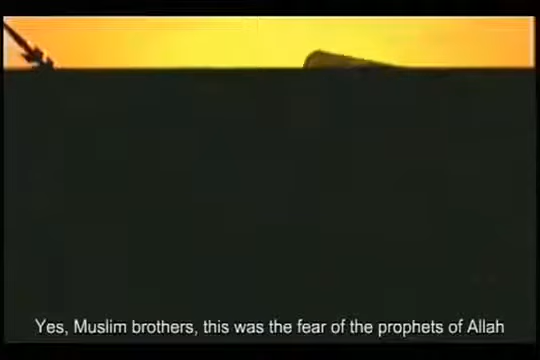 Yes, Muslim brothers, this was the fear of the prophets of Allah